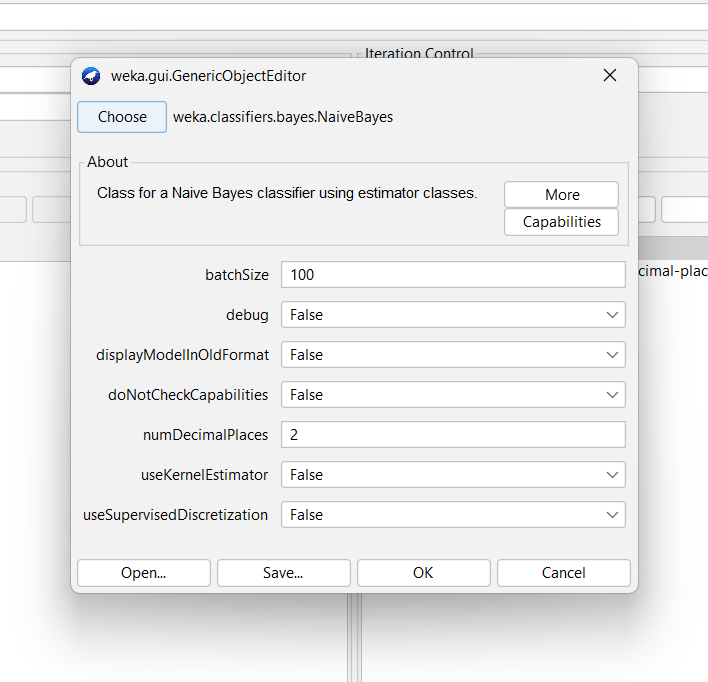 Iteration Control
weka.gui.GenericObjectEditor
Choose weka.classifiers.bayes.NaiveBayes
About
Class for a Naive Bayes classifier using estimator classes.
More
Capabilities
cimal-plac
batchSize 100
debug False
displayModelInOldFormat False
doNotCheckCapabilities False
numDecimalPlaces 2
useKernelEstimator False
useSupervisedDiscretization False
Open... Save... OK Cancel